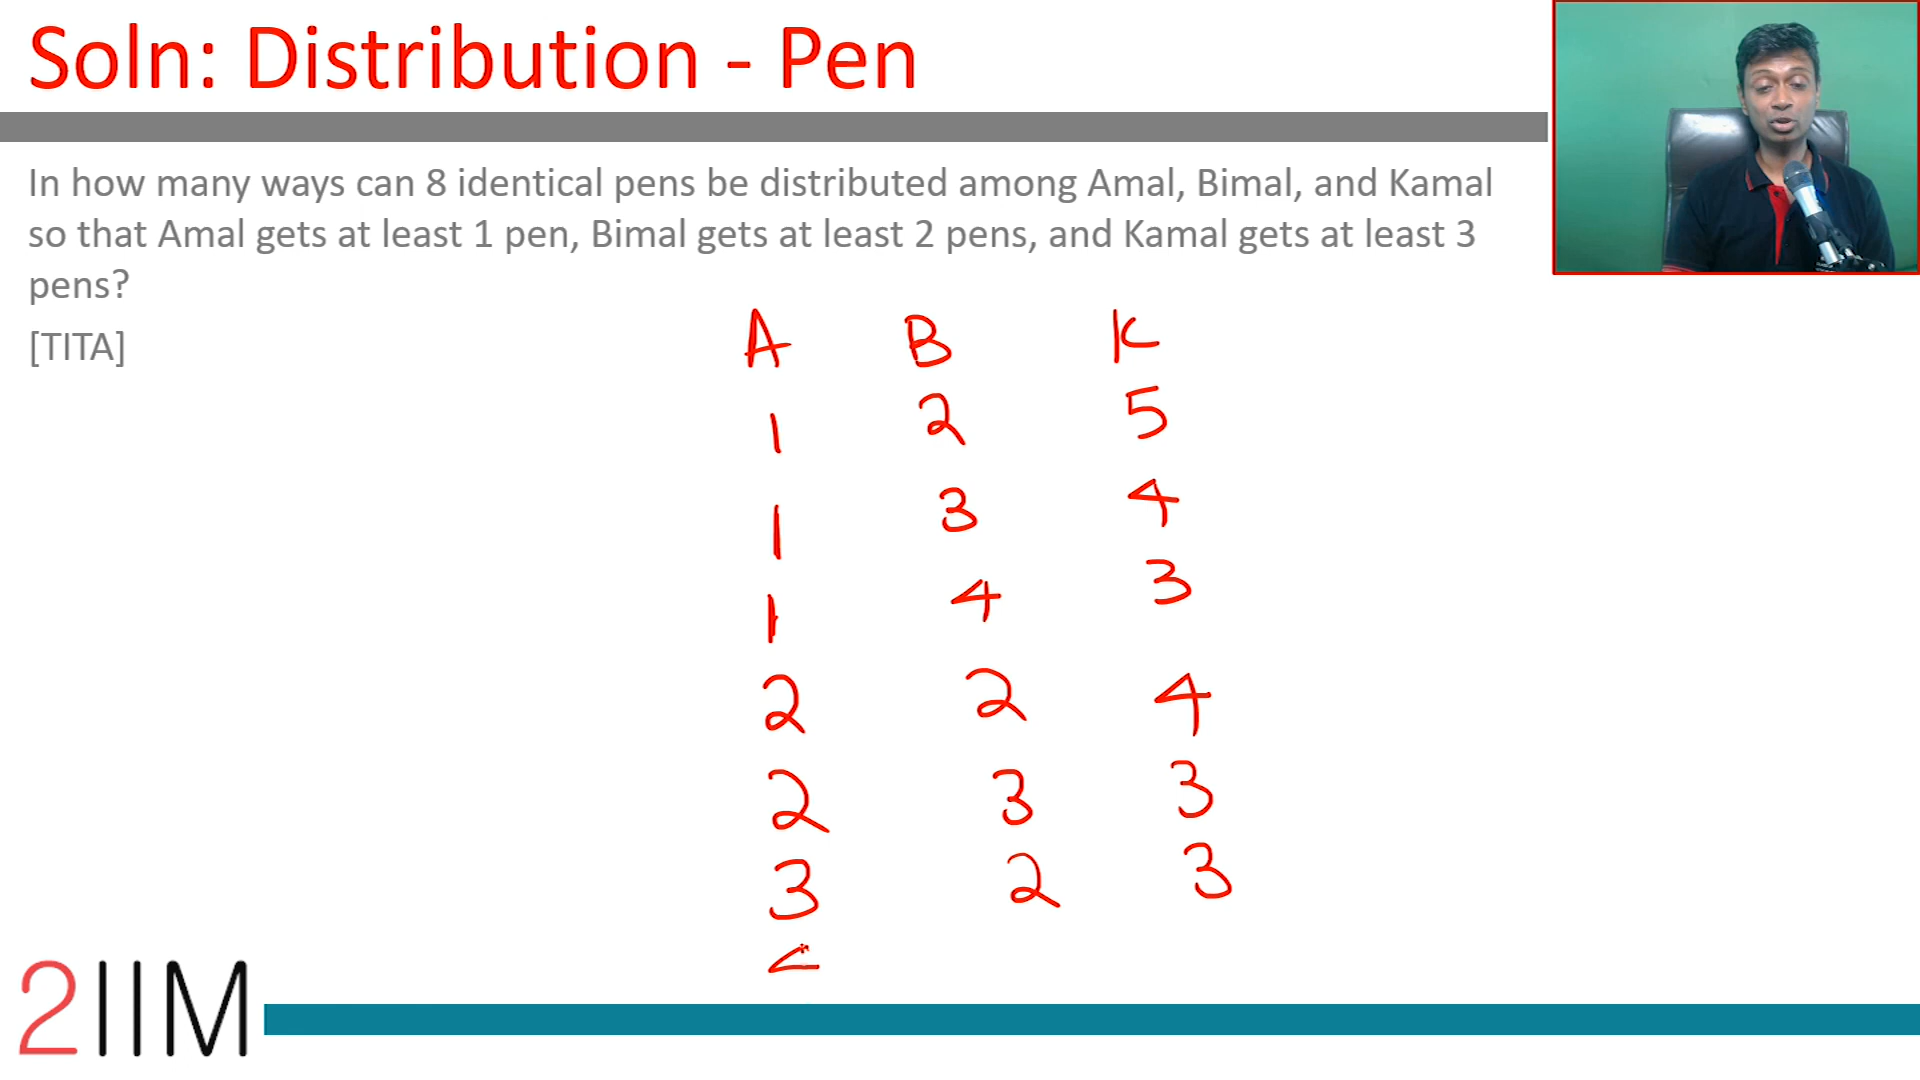 Soln: Distribution - Pen
In how many ways can 8 identical pens be distributed among Amal, Bimal, and Kamal
so that Amal gets at least 1 pen, Bimal gets at least 2 pens, and Kamal gets at least 3
pens?
[TITA]
A B K
1 2 5
1 3 4
1 4 3
2 2 4
2 3 3
3 2 3
2IIM